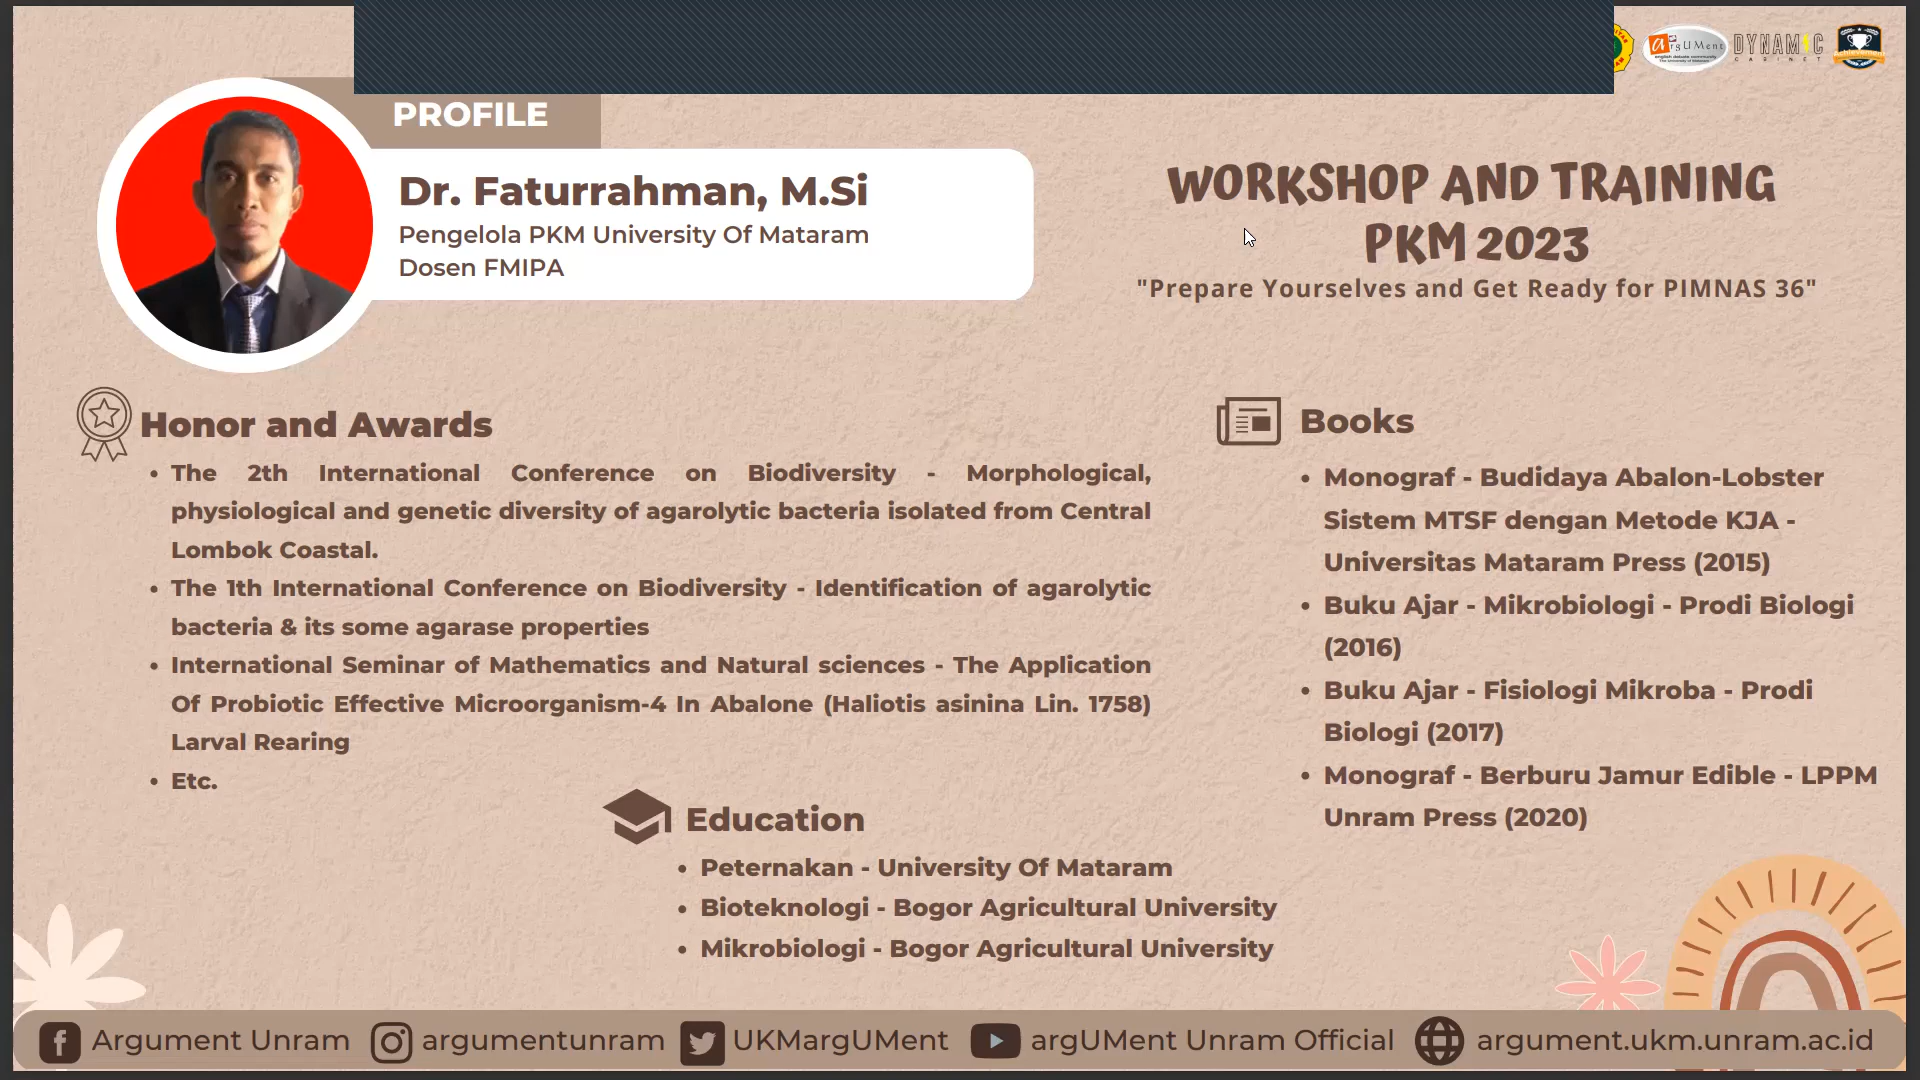 PROFILE
Dr. Faturrahman, M.Si
Pengelola PKM University Of Mataram
Dosen FMIPA
argUMent
DYNAMIC
CABINET
WORKSHOP AND TRAINING
PKM 2023
"Prepare Yourselves and Get Ready for PIMNAS 36"
Honor and Awards
• The 2th International Conference on Biodiversity - Morphological,
physiological and genetic diversity of agarolytic bacteria isolated from Central
Lombok Coastal.
• The 1th International Conference on Biodiversity - Identification of agarolytic
bacteria & its some agarase properties
• International Seminar of Mathematics and Natural sciences - The Application
Of Probiotic Effective Microorganism-4 In Abalone (Haliotis asinina Lin. 1758)
Larval Rearing
• Etc.
Books
• Monograf - Budidaya Abalon-Lobster
Sistem MTSF dengan Metode KJA -
Universitas Mataram Press (2015)
• Buku Ajar - Mikrobiologi - Prodi Biologi
(2016)
• Buku Ajar - Fisiologi Mikroba - Prodi
Biologi (2017)
• Monograf - Berburu Jamur Edible - LPPM
Unram Press (2020)
Education
• Peternakan - University Of Mataram
• Bioteknologi - Bogor Agricultural University
• Mikrobiologi - Bogor Agricultural University
Argument Unram
argumentunram
UKMargUMent
argUMent Unram Official
argument.ukm.unram.ac.id